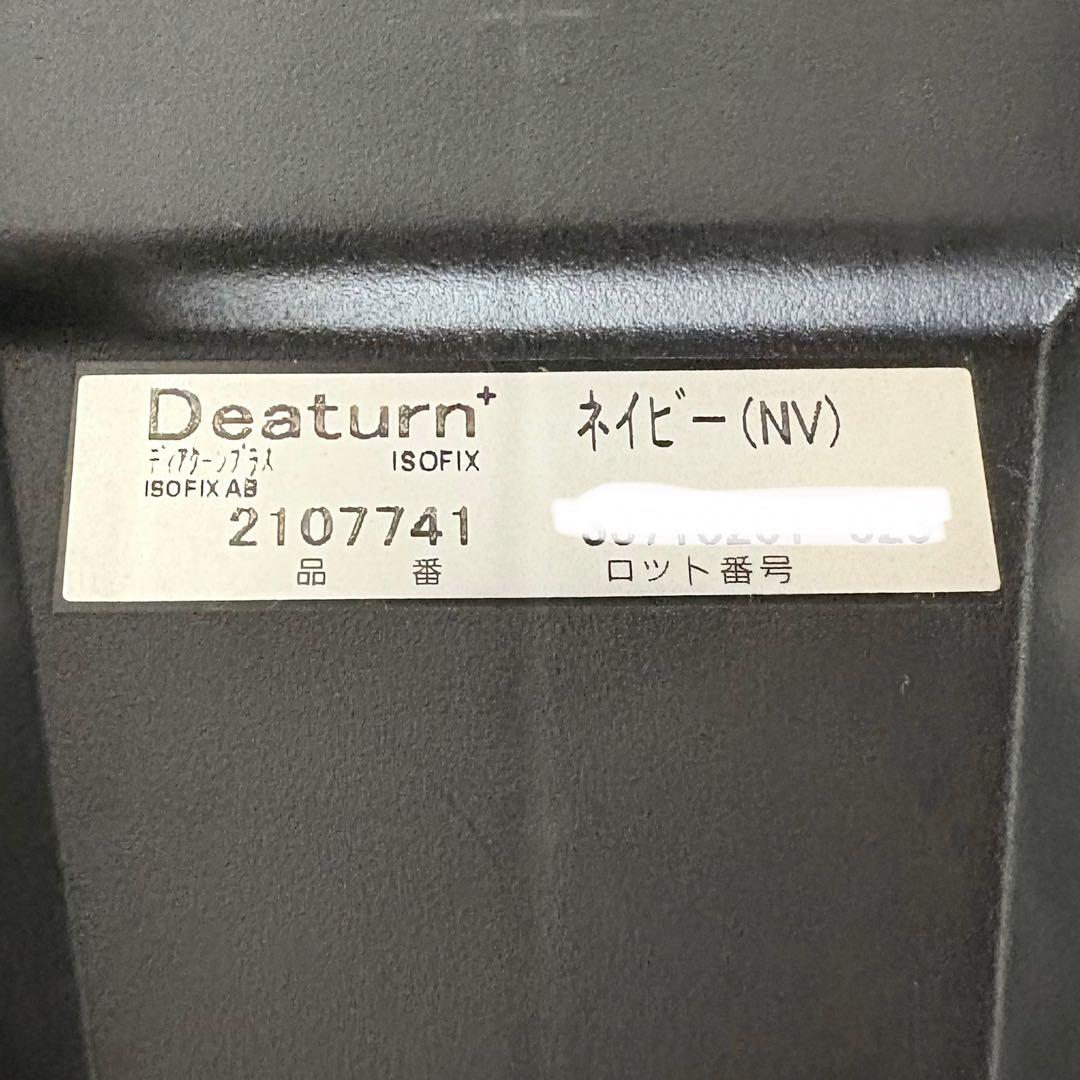 Deaturn+ ネイビー(NV)
ディアターンプラス ISOFIX
ISOFIX AB
2107741
品番 ロット番号